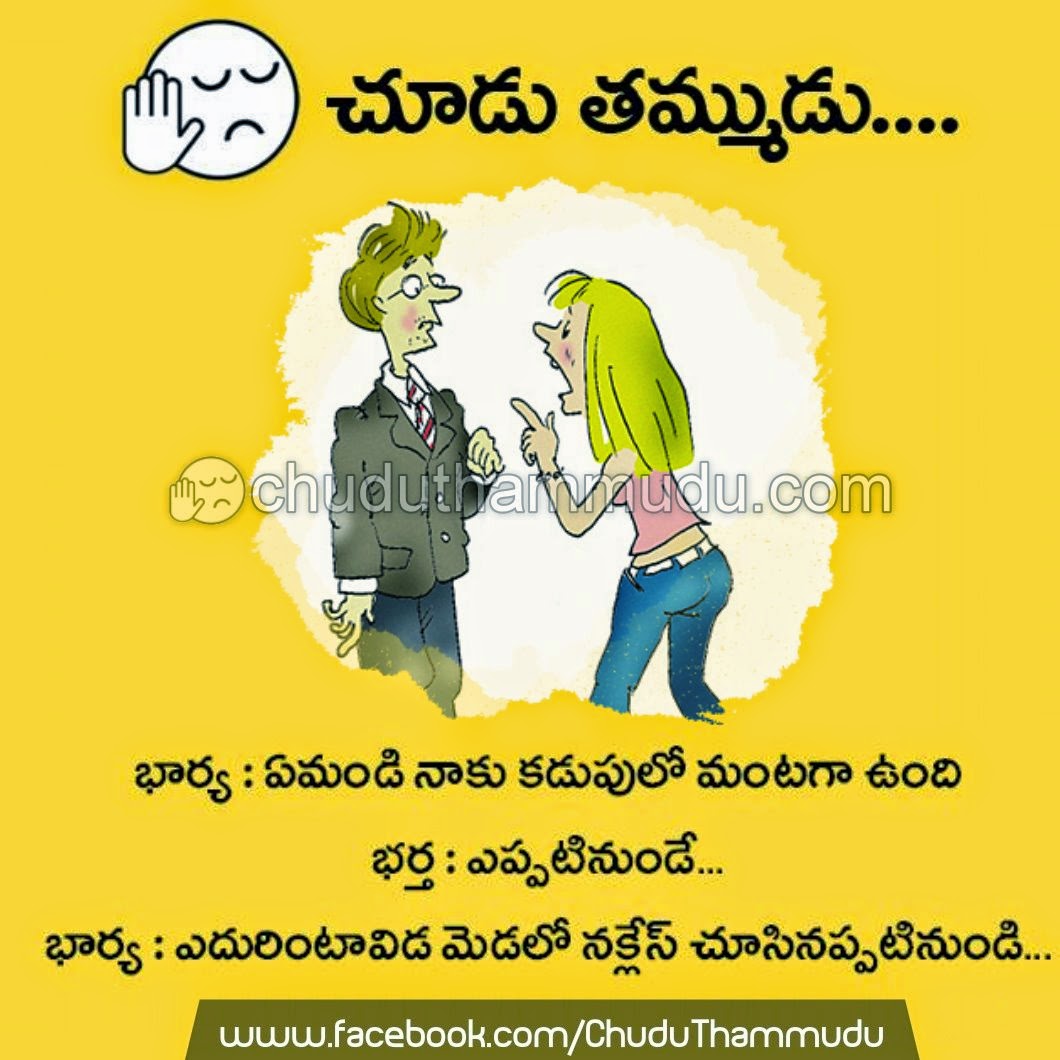 చూడు తమ్ముడు....
chuduthammudu.com
భార్య : ఏమండి నాకు కడుపులో మంటగా ఉంది
భర్త : ఎప్పటినుండే...
భార్య : ఎదురింటావిడ మెడలో నక్లేస్ చూసినప్పటినుండి...
www.facebook.com/ChuduThammudu